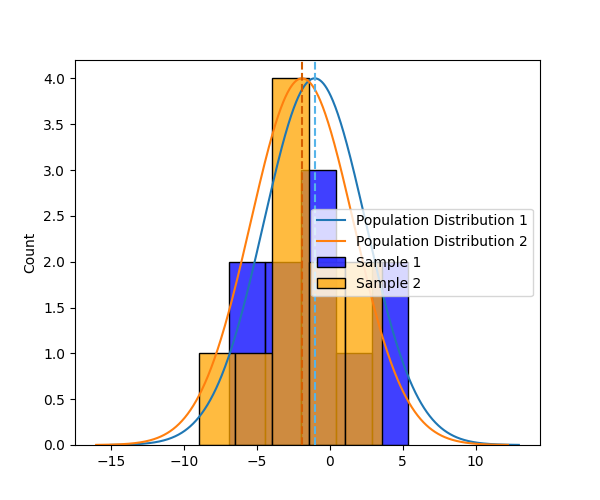 4.0
3.5
3.0
2.5
2.0
1.5
1.0
0.5
0.0
Count
Population Distribution 1
Population Distribution 2
Sample 1
Sample 2
−15 −10 −5 0 5 10